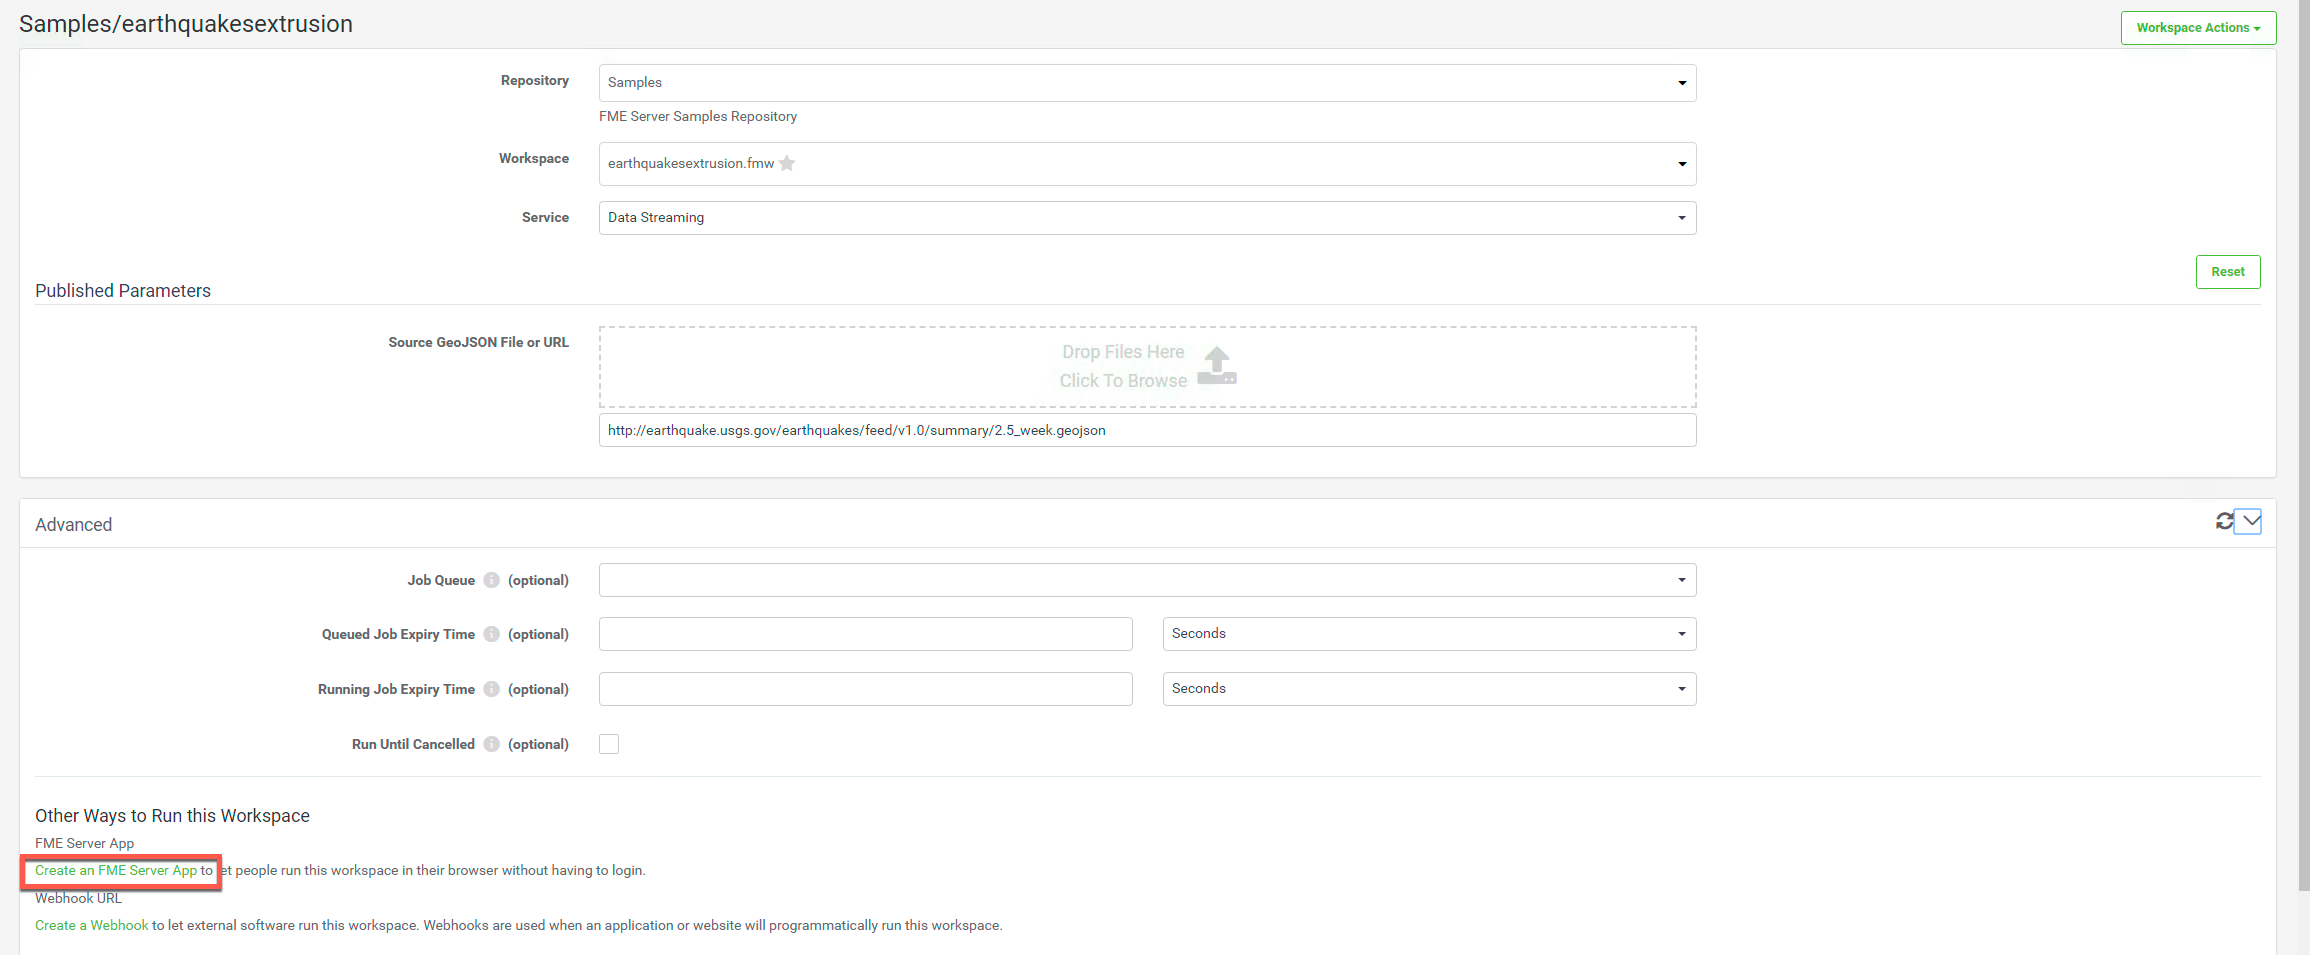 Samples/earthquakesextrusion
Workspace Actions
Repository
Samples
FME Server Samples Repository
Workspace
earthquakesextrusion.fmw
Service
Data Streaming
Reset
Published Parameters
Source GeoJSON File or URL
Drop Files Here
Click To Browse
http://earthquake.usgs.gov/earthquakes/feed/v1.0/summary/2.5_week.geojson
Advanced
Job Queue (optional)
Queued Job Expiry Time (optional)
Seconds
Running Job Expiry Time (optional)
Seconds
Run Until Cancelled (optional)
Other Ways to Run this Workspace
FME Server App
Create an FME Server App to et people run this workspace in their browser without having to login.
Webhook URL
Create a Webhook to let external software run this workspace. Webhooks are used when an application or website will programmatically run this workspace.